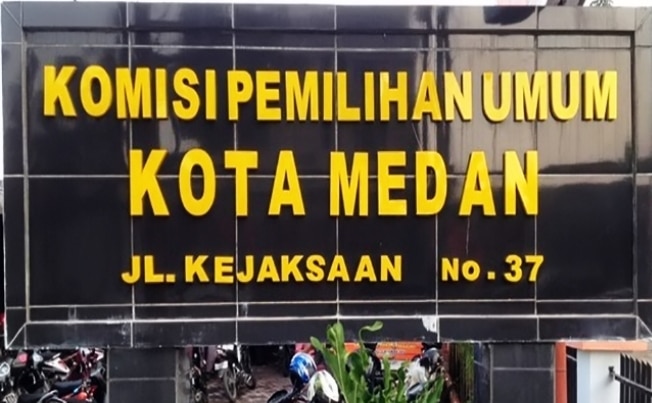 KOMISI PEMILIHAN UMUM
KOTA MEDAN
JL. KEJAKSAAN No. 37